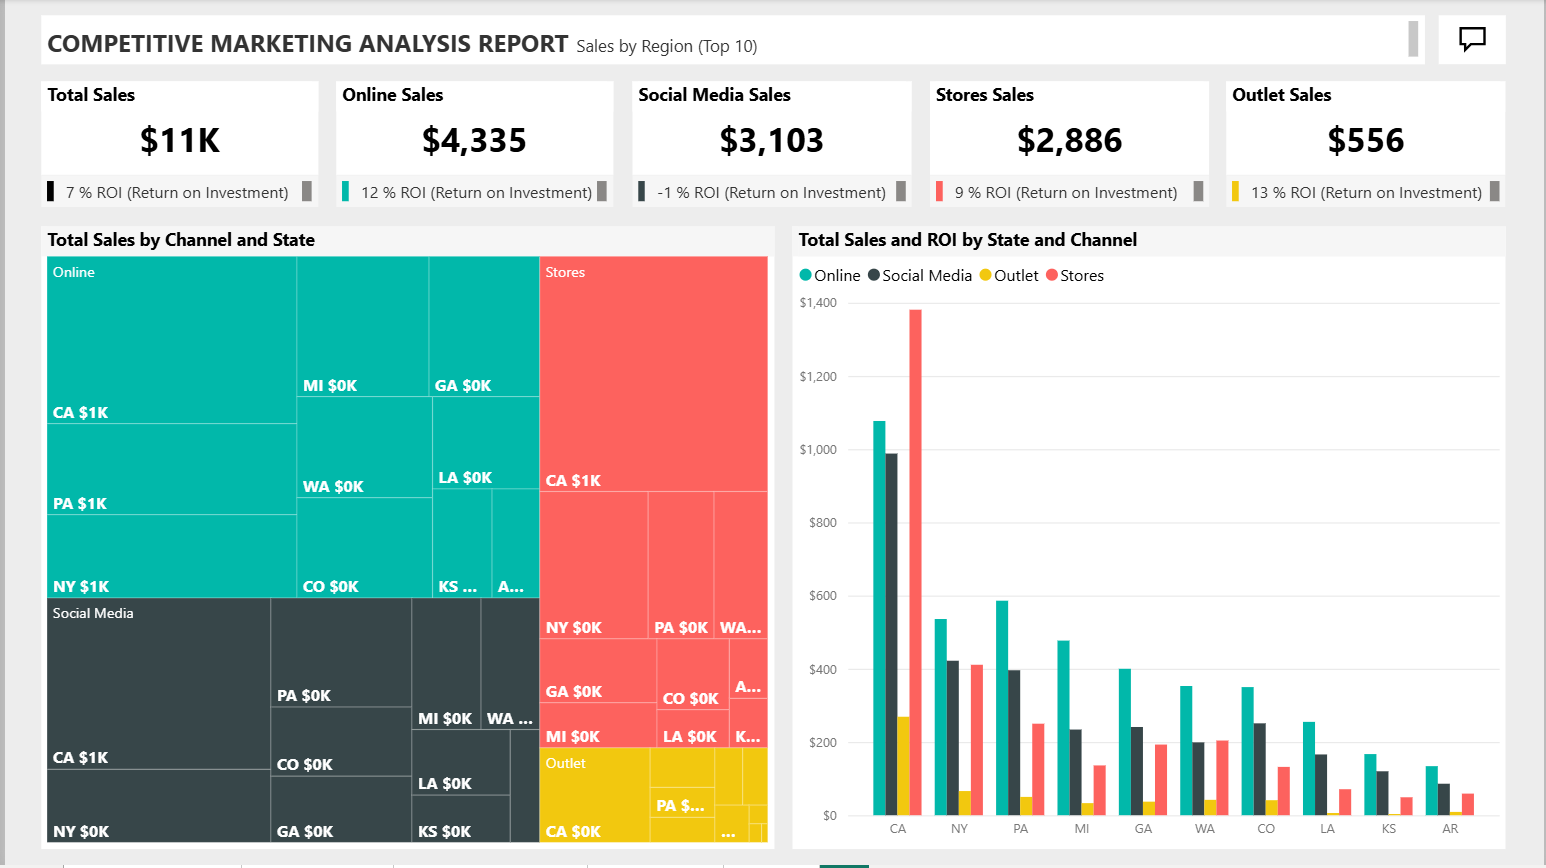 COMPETITIVE MARKETING ANALYSIS REPORT Sales by Region (Top 10)
Total Sales
$11K
7 % ROI (Return on Investment)
Online Sales
$4,335
12 % ROI (Return on Investment)
Social Media Sales
$3,103
-1 % ROI (Return on Investment)
Stores Sales
$2,886
9 % ROI (Return on Investment)
Outlet Sales
$556
13 % ROI (Return on Investment)
Total Sales by Channel and State
Online
CA $1K
PA $1K
NY $1K
MI $0K
GA $0K
WA $0K
LA $0K
CO $0K
KS ...
A...
Social Media
CA $1K
NY $0K
PA $0K
CO $0K
GA $0K
MI $0K
WA ...
LA $0K
KS $0K
Stores
CA $1K
NY $0K
PA $0K
WA...
GA $0K
MI $0K
CO $0K
LA $0K
A...
K...
Outlet
CA $0K
PA $...
...
Total Sales and ROI by State and Channel
Online Social Media Outlet Stores
$1,400
$1,200
$1,000
$800
$600
$400
$200
$0
CA NY PA MI GA WA CO LA KS AR